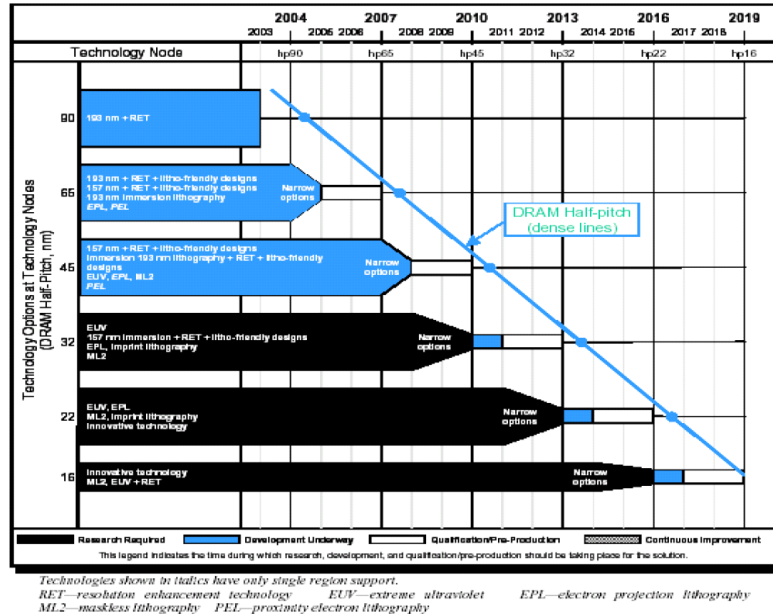 2004 2007 2010 2013 2016 2019
2003 2005 2006 2008 2009 2011 2012 2014 2015 2017 2018
Technology Node hp90 hp65 hp45 hp32 hp22 hp16
Technology Options at Technology Nodes
(DRAM Half-Pitch, nm)
90
193 nm + RET
65
193 nm + RET + litho-friendly designs
157 nm + RET + litho-friendly designs
193 nm immersion lithography
EPL, PEL
Narrow
options
DRAM Half-pitch
(dense lines)
45
157 nm + RET + litho-friendly designs
Immersion 193 nm lithography + RET + litho-friendly
designs
EUV, EPL, ML2
PEL
Narrow
options
32
EUV
157 nm immersion + RET + litho-friendly designs
EPL, Imprint lithography
ML2
Narrow
options
22
EUV, EPL
ML2, Imprint lithography
Innovative technology
Narrow
options
16
Innovative technology
ML2, EUV + RET
Narrow
options
Research Required Development Underway Qualification/Pre-Production Continuous Improvement
This legend indicates the time during which research, development, and qualification/pre-production should be taking place for the solution.
Technologies shown in italics have only single region support.
RET—resolution enhancement technology EUV—extreme ultraviolet EPL—electron projection lithography
ML2—maskless lithography PEL—proximity electron lithography